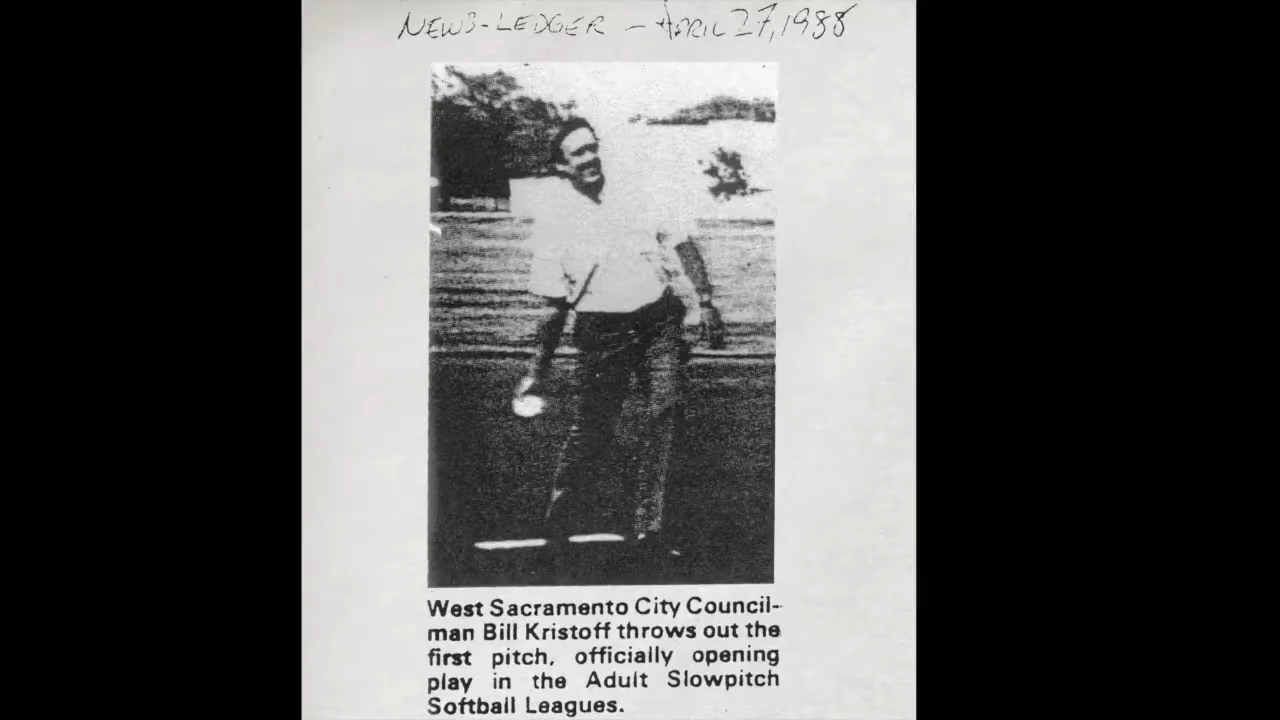 NEWS-LEDGER - APRIL 27, 1988
West Sacramento City Council-
man Bill Kristoff throws out the
first pitch, officially opening
play in the Adult Slowpitch
Softball Leagues.